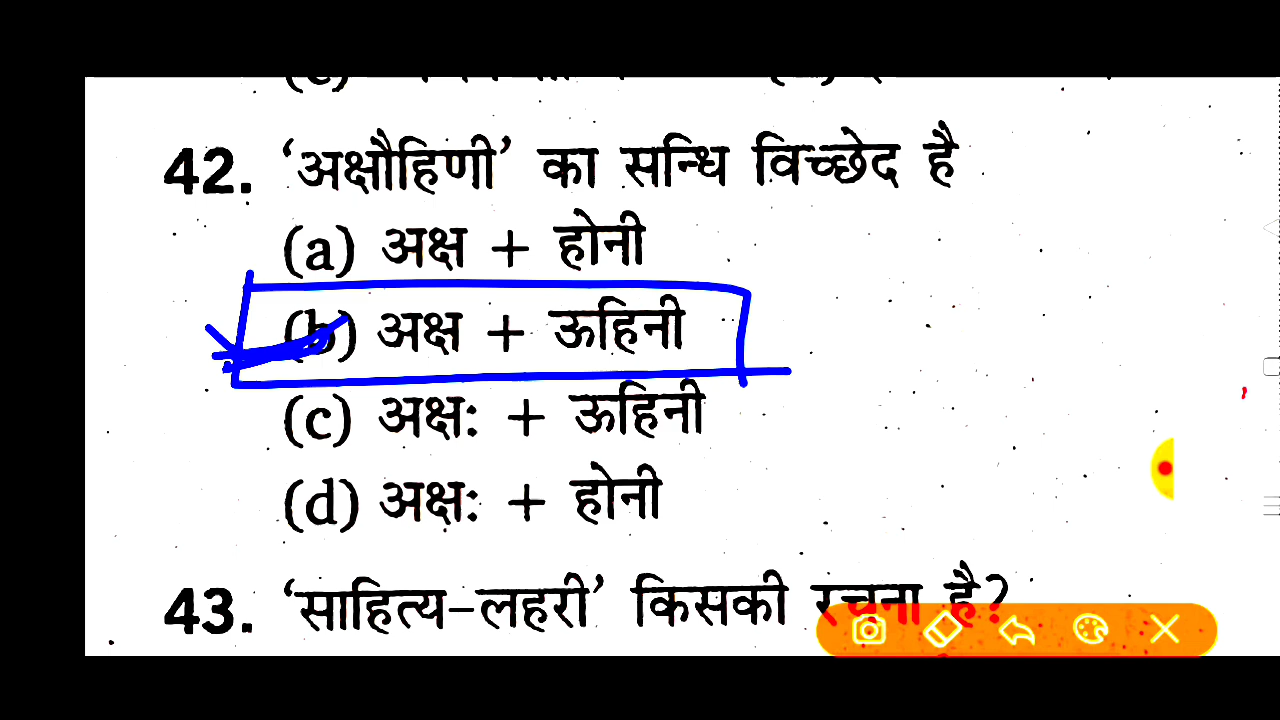 42. ‘अक्षौहिणी’ का सन्धि विच्छेद है
(a) अक्ष + होनी
(b) अक्ष + ऊहिनी
(c) अक्षः + ऊहिनी
(d) अक्षः + होनी
43. ‘साहित्य-लहरी’ किसकी रचना है?